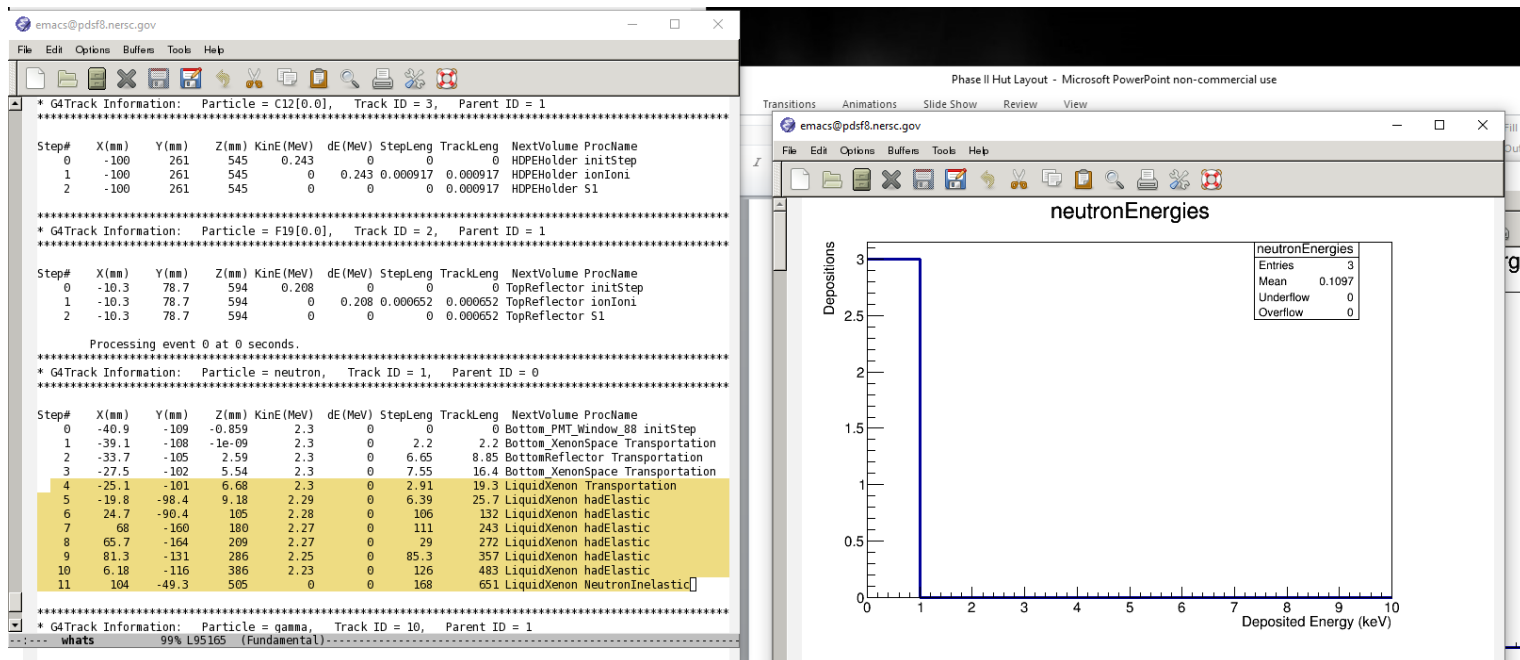 emacs@pdsf8.nersc.gov
File Edit Options Buffers Tools Help
* G4Track Information: Particle = C12[0.0], Track ID = 3, Parent ID = 1
*********************************************************************************************************
Step# X(mm) Y(mm) Z(mm) KinE(MeV) dE(MeV) StepLeng TrackLeng NextVolume ProcName
0 -100 261 545 0.243 0 0 0 HDPEHolder initStep
1 -100 261 545 0 0.243 0.000917 0.000917 HDPEHolder ionIoni
2 -100 261 545 0 0 0 0.000917 HDPEHolder S1
*********************************************************************************************************
* G4Track Information: Particle = F19[0.0], Track ID = 2, Parent ID = 1
*********************************************************************************************************
Step# X(mm) Y(mm) Z(mm) KinE(MeV) dE(MeV) StepLeng TrackLeng NextVolume ProcName
0 -10.3 78.7 594 0.208 0 0 0 TopReflector initStep
1 -10.3 78.7 594 0 0.208 0.000652 0.000652 TopReflector ionIoni
2 -10.3 78.7 594 0 0 0 0.000652 TopReflector S1
Processing event 0 at 0 seconds.
*********************************************************************************************************
* G4Track Information: Particle = neutron, Track ID = 1, Parent ID = 0
*********************************************************************************************************
Step# X(mm) Y(mm) Z(mm) KinE(MeV) dE(MeV) StepLeng TrackLeng NextVolume ProcName
0 -40.9 -109 -0.859 2.3 0 0 0 Bottom_PMT_Window_88 initStep
1 -39.1 -108 -1e-09 2.3 0 2.2 2.2 Bottom_XenonSpace Transportation
2 -33.7 -105 2.59 2.3 0 6.65 8.85 BottomReflector Transportation
3 -27.5 -102 5.54 2.3 0 7.55 16.4 Bottom_XenonSpace Transportation
4 -25.1 -101 6.68 2.3 0 2.91 19.3 LiquidXenon Transportation
5 -19.8 -98.4 9.18 2.29 0 6.39 25.7 LiquidXenon hadElastic
6 24.7 -90.4 105 2.28 0 106 132 LiquidXenon hadElastic
7 68 -160 180 2.27 0 111 243 LiquidXenon hadElastic
8 65.7 -164 209 2.27 0 29 272 LiquidXenon hadElastic
9 81.3 -131 286 2.25 0 85.3 357 LiquidXenon hadElastic
10 6.18 -116 386 2.23 0 126 483 LiquidXenon hadElastic
11 104 -49.3 505 0 0 168 651 LiquidXenon NeutronInelastic
*********************************************************************************************************
* G4Track Information: Particle = gamma, Track ID = 10, Parent ID = 1
--:--- whats 99% L95165 (Fundamental)
Phase II Hut Layout - Microsoft PowerPoint non-commercial use
Transitions Animations Slide Show Review View
emacs@pdsf8.nersc.gov
File Edit Options Buffers Tools Help
neutronEnergies
neutronEnergies
Entries 3
Mean 0.1097
Underflow 0
Overflow 0
Depositions
3
2.5
2
1.5
1
0.5
0
0 1 2 3 4 5 6 7 8 9 10
Deposited Energy (keV)